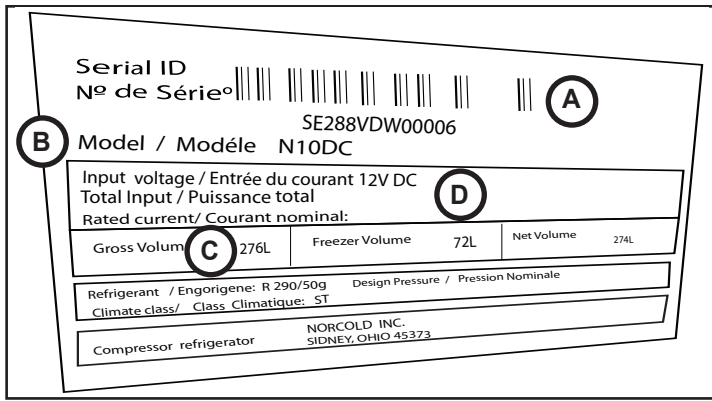 Serial ID
Nº de Sérieº
A
SE288VDW00006
B
Model / Modéle N10DC
Input voltage / Entrée du courant 12V DC
Total Input / Puissance total
D
Rated current/ Courant nominal:
Gross Volum C 276L Freezer Volume 72L Net Volume 274L
Refrigerant / Engorigene: R 290/50g Design Pressure / Pression Nominale
Climate class/ Class Climatique: ST
Compressor refrigerator
NORCOLD INC.
SIDNEY, OHIO 45373